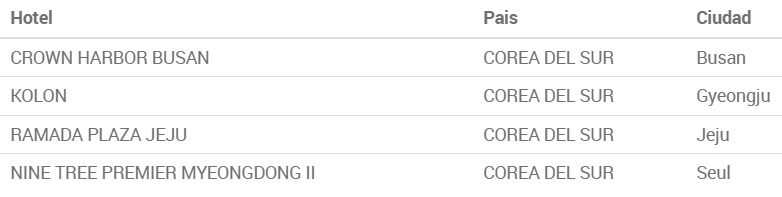 Hotel Pais Ciudad
CROWN HARBOR BUSAN COREA DEL SUR Busan
KOLON COREA DEL SUR Gyeongju
RAMADA PLAZA JEJU COREA DEL SUR Jeju
NINE TREE PREMIER MYEONGDONG II COREA DEL SUR Seul